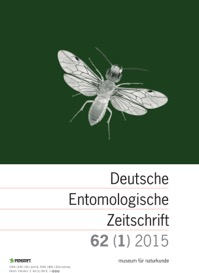 Deutsche
Entomologische
Zeitschrift
62 (1) 2015
PENSOFT
museum für naturkunde